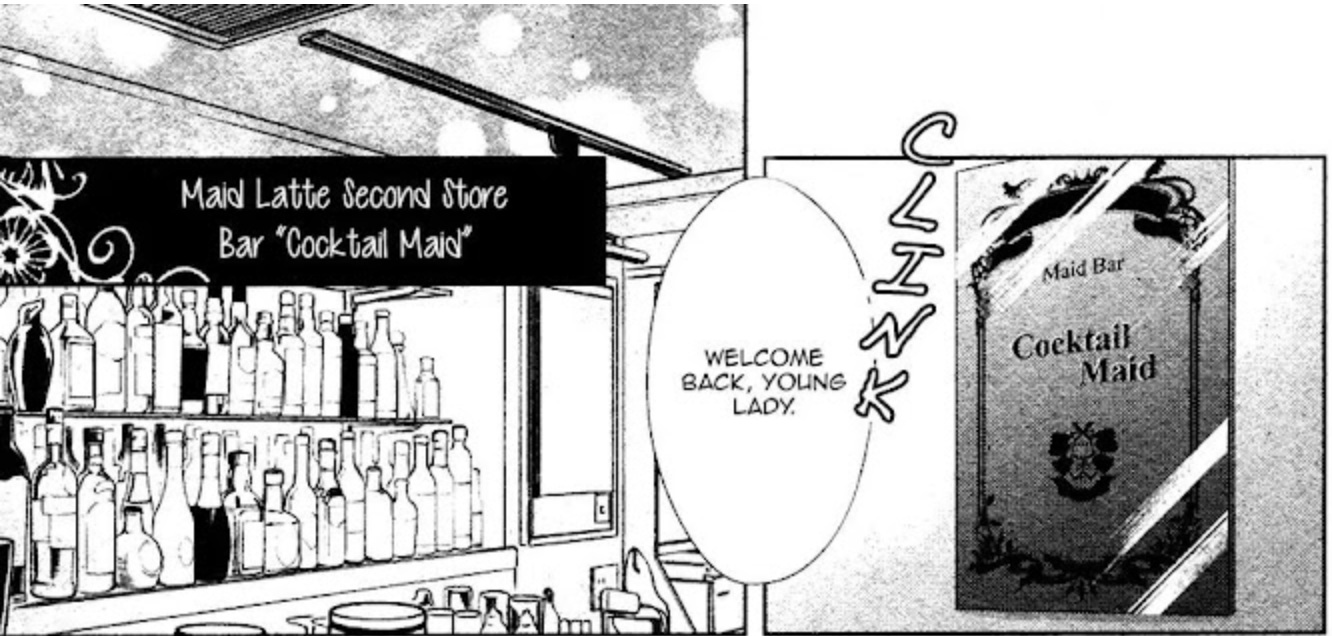 Maid Latte Second Store
Bar "Cocktail Maid"
WELCOME
BACK, YOUNG
LADY.
CLINK
Maid Bar
Cocktail
Maid